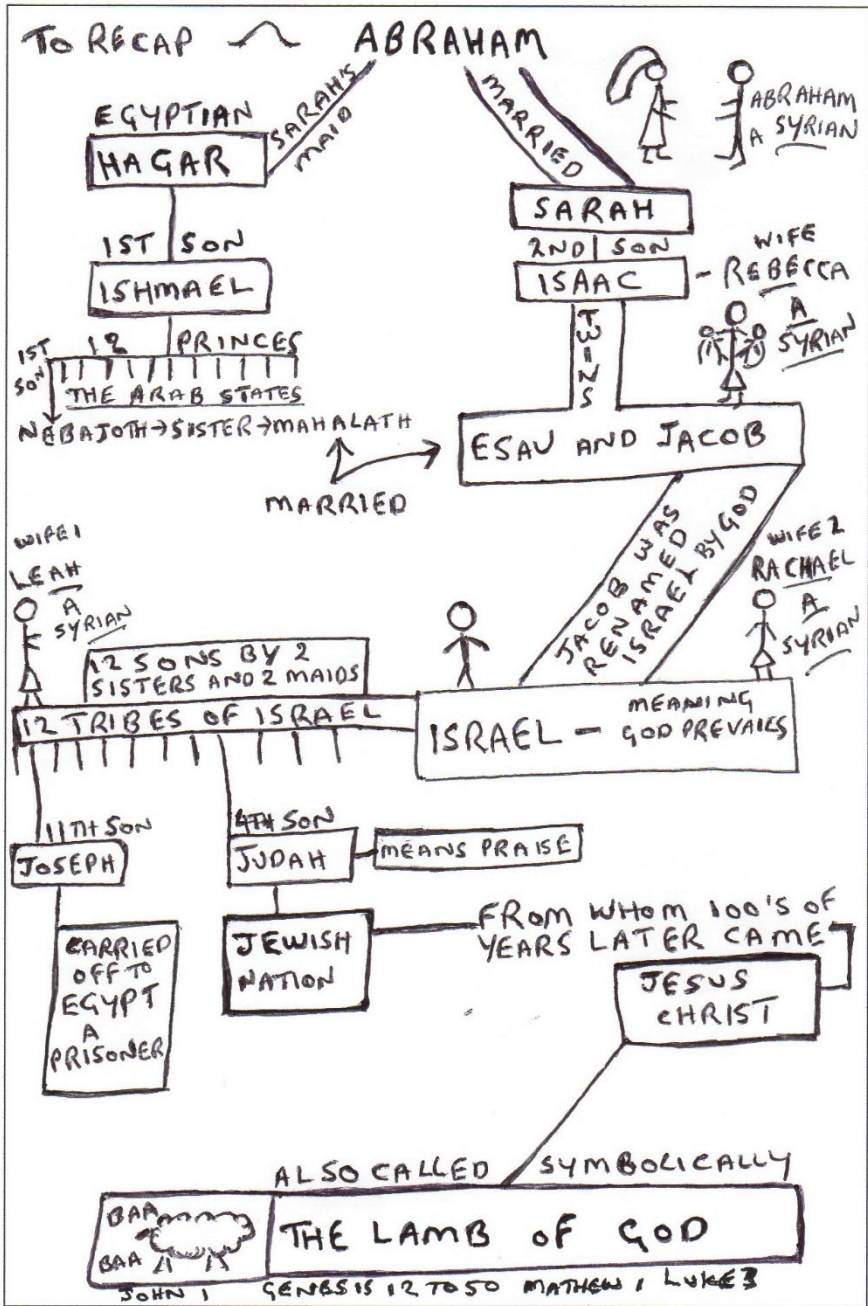 TO RECAP
ABRAHAM
SARAH'S
MAID
MARRIED
ABRAHAM
A SYRIAN
EGYPTIAN
HAGAR
SARAH
1ST SON
2ND SON
ISHMAEL
ISAAC - WIFE
REBECCA
A
SYRIAN
1ST
SON
12 PRINCES
THE ARAB STATES
TWINS
NEBAJOTH → SISTER → MAHALATH
ESAU AND JACOB
MARRIED
WIFE 1
LEAH
A
SYRIAN
JACOB WAS
RENAMED
ISRAEL BY GOD
WIFE 2
RACHAEL
A
SYRIAN
12 SONS BY 2
SISTERS AND 2 MAIDS
12 TRIBES OF ISRAEL
ISRAEL - MEANING
GOD PREVAILS
11TH SON
JOSEPH
4TH SON
JUDAH
MEANS PRAISE
CARRIED
OFF TO
EGYPT
A
PRISONER
JEWISH
NATION
FROM WHOM 100'S OF
YEARS LATER CAME
JESUS
CHRIST
ALSO CALLED SYMBOLICALLY
BAA
BAA
THE LAMB OF GOD
JOHN 1 GENESIS 12 TO 50 MATHEW 1 LUKE 3